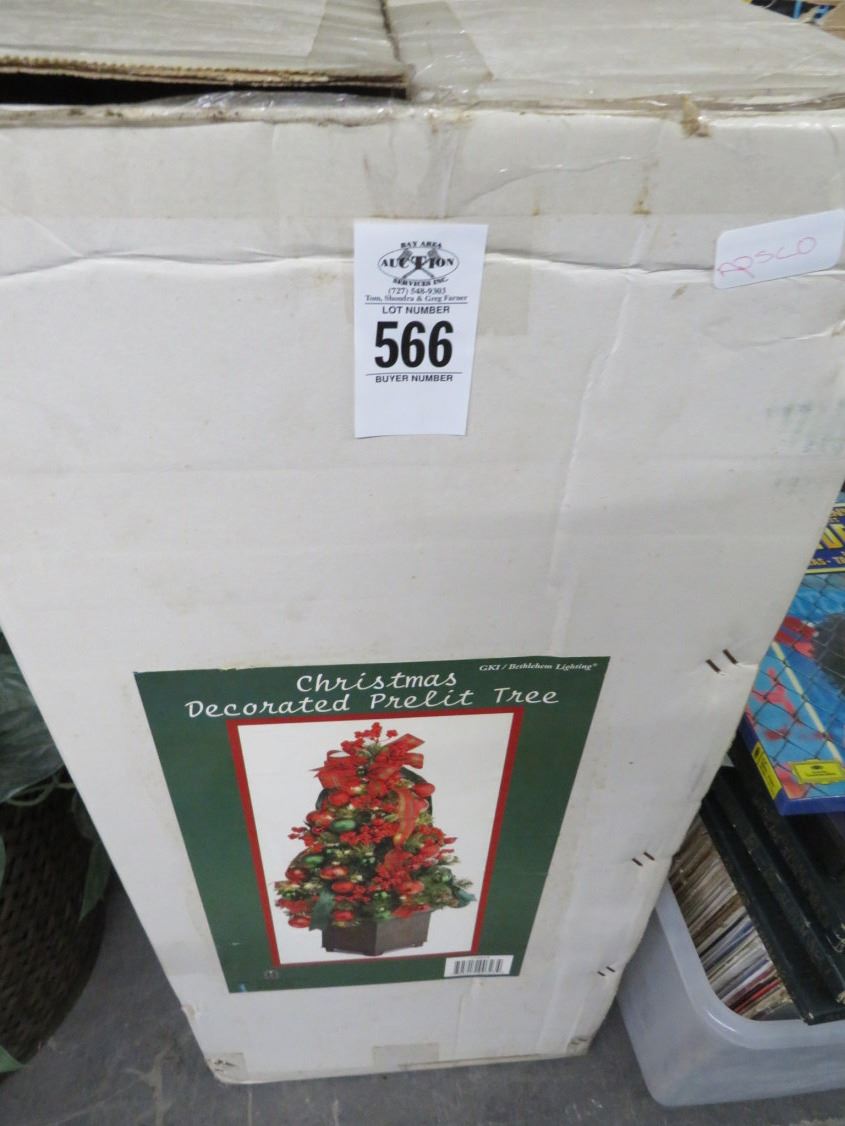 BAY AREA
AUCTION
SERVICES INC.
(727) 548-9303
Tom, Shondra & Greg Farner
LOT NUMBER
566
BUYER NUMBER
GKI / Bethlehem Lighting®
Christmas
Decorated Prelit Tree